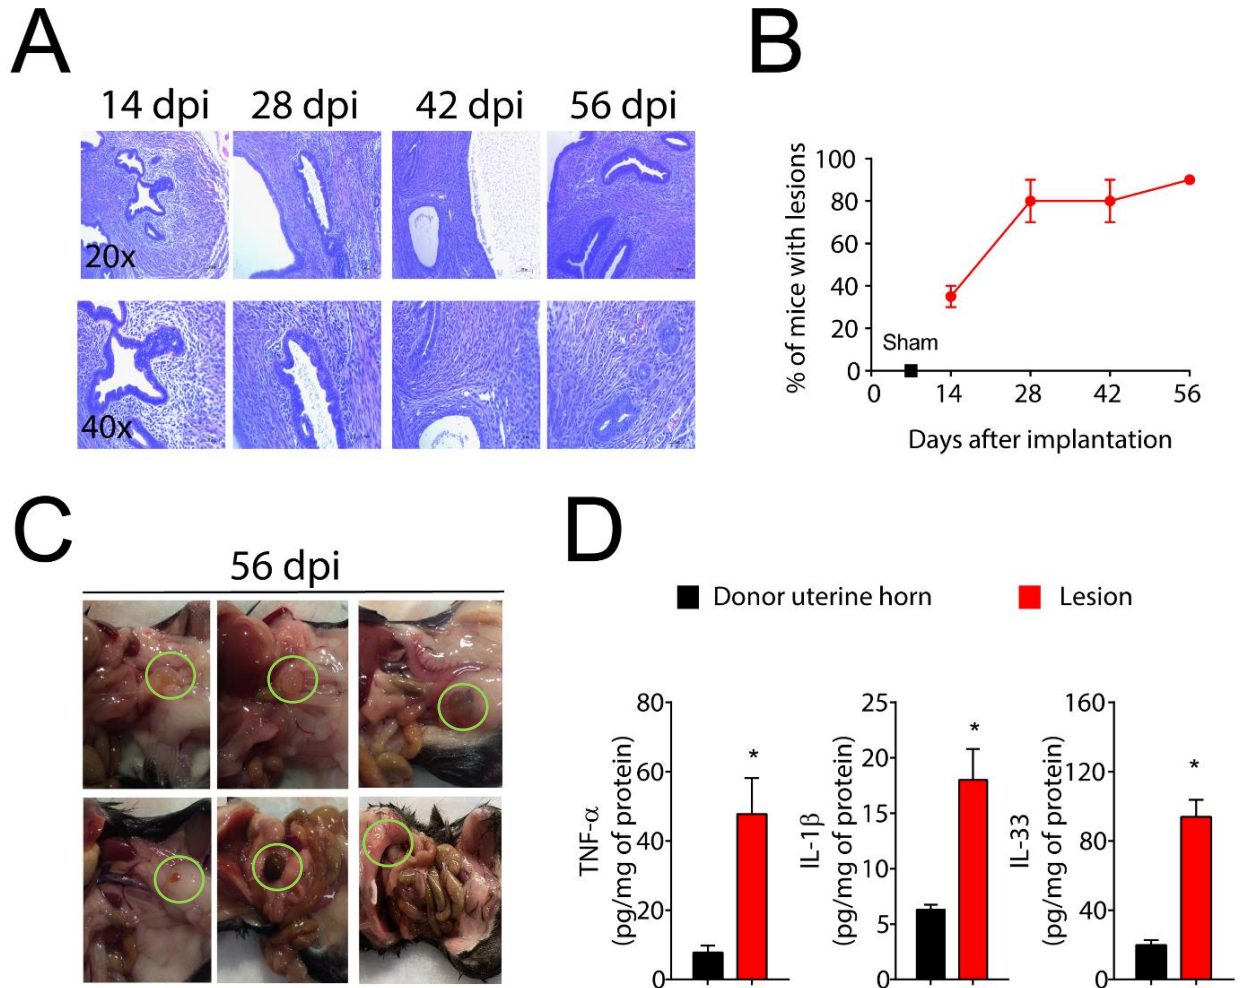 A
14 dpi 28 dpi 42 dpi 56 dpi
20x
40x
B
% of mice with lesions
100
80
60
40
20
0
Sham
0 14 28 42 56
Days after implantation
C
56 dpi
D
Donor uterine horn Lesion
TNF-α
(pg/mg of protein)
80
60
40
20
0
*
IL-1β
(pg/mg of protein)
25
20
15
10
5
0
*
IL-33
(pg/mg of protein)
160
120
80
40
0
*